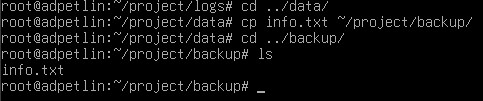 root@adpetlin:~/project/logs# cd ../data/
root@adpetlin:~/project/data# cp info.txt ~/project/backup/
root@adpetlin:~/project/data# cd ../backup/
root@adpetlin:~/project/backup# ls
info.txt
root@adpetlin:~/project/backup# _